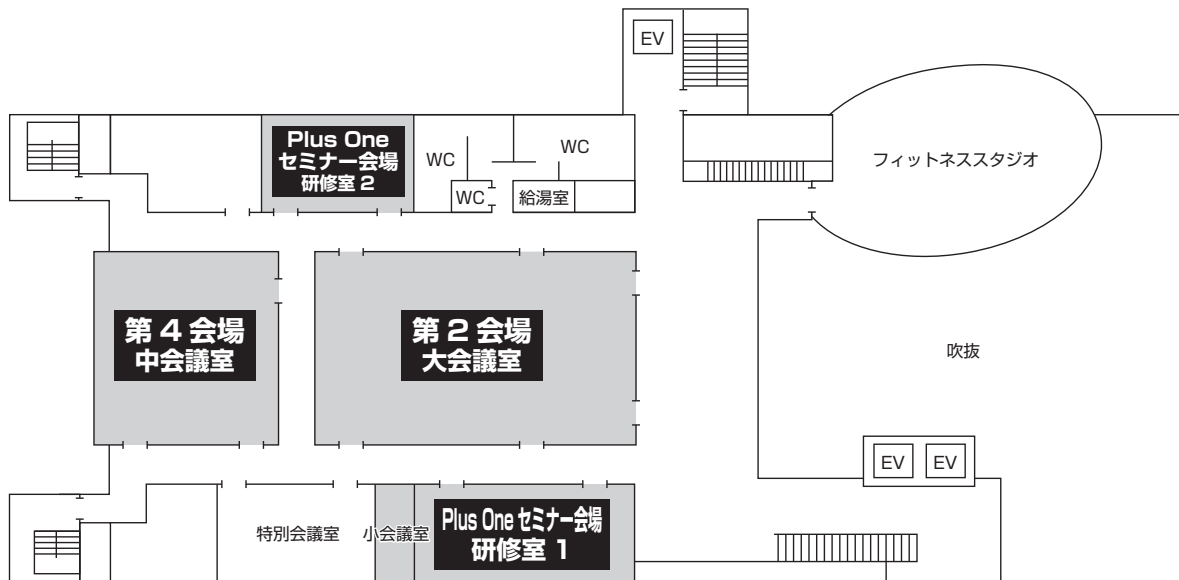 EV
Plus One
セミナー会場
研修室 2
WC
WC
WC
給湯室
フィットネススタジオ
第 4 会場
中会議室
第 2 会場
大会議室
吹抜
EV
EV
特別会議室
小会議室
Plus One セミナー会場
研修室 1